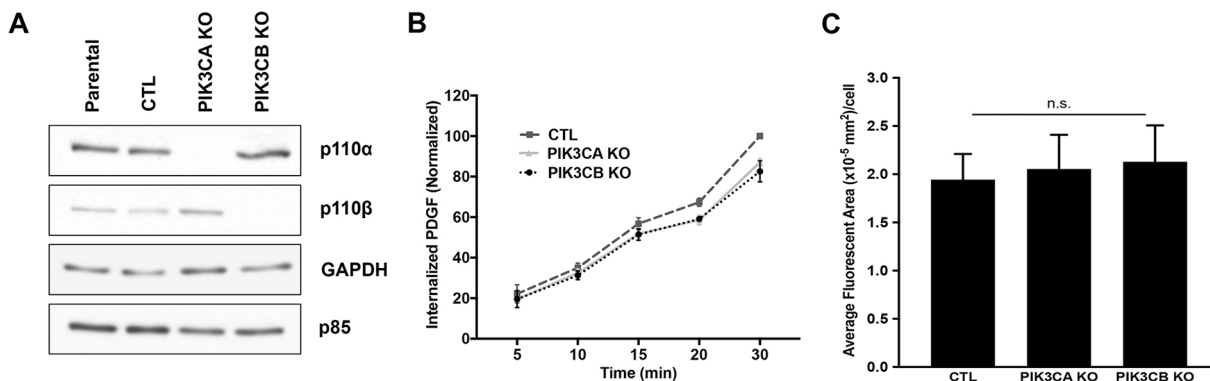 A
Parental
CTL
PIK3CA KO
PIK3CB KO
p110α
p110β
GAPDH
p85
B
Internalized PDGF (Normalized)
120
100
80
60
40
20
0
CTL
PIK3CA KO
PIK3CB KO
5 10 15 20 30
Time (min)
C
Average Fluorescent Area (x10⁻⁵ mm²)/cell
3.0
2.5
2.0
1.5
1.0
0.5
0.0
n.s.
CTL PIK3CA KO PIK3CB KO